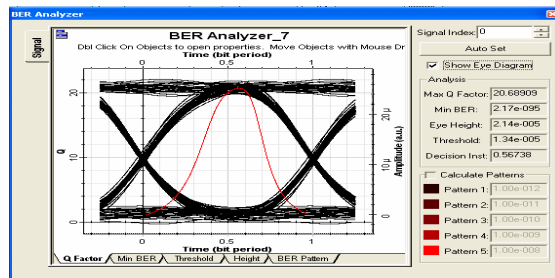 BER Analyzer
Signal
BER Analyzer_7
Dbl Click On Objects to open properties. Move Objects with Mouse Dr
Time (bit period)
0 0.5 1
20
10
0
Q
20 µ
10 µ
0
Amplitude (a.u.)
0 0.5 1
Time (bit period)
Q Factor Min BER Threshold Height BER Pattern
Signal Index: 0
Auto Set
Show Eye Diagram
Analysis
Max Q Factor: 20.68909
Min BER: 2.17e-095
Eye Height: 2.14e-005
Threshold: 1.34e-005
Decision Inst: 0.56738
Calculate Patterns
Pattern 1: 1.00e-012
Pattern 2: 1.00e-011
Pattern 3: 1.00e-010
Pattern 4: 1.00e-009
Pattern 5: 1.00e-008